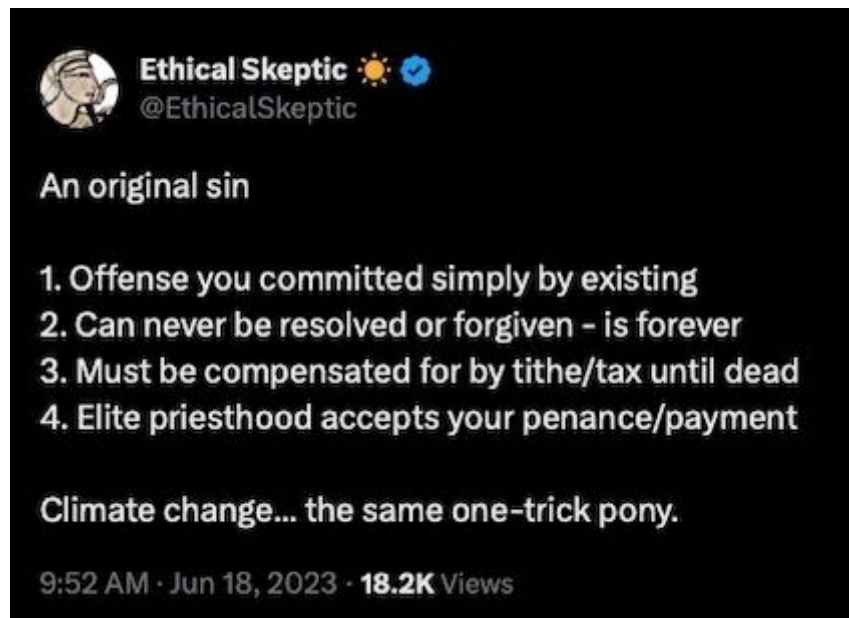 Ethical Skeptic
@EthicalSkeptic
An original sin
1. Offense you committed simply by existing
2. Can never be resolved or forgiven - is forever
3. Must be compensated for by tithe/tax until dead
4. Elite priesthood accepts your penance/payment
Climate change... the same one-trick pony.
9:52 AM · Jun 18, 2023 · 18.2K Views